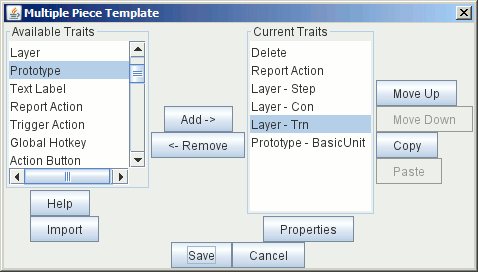 Multiple Piece Template
Available Traits
Layer
Prototype
Text Label
Report Action
Trigger Action
Global Hotkey
Action Button
Add ->
<- Remove
Current Traits
Delete
Report Action
Layer - Step
Layer - Con
Layer - Trn
Prototype - BasicUnit
Move Up
Move Down
Copy
Paste
Help
Import
Properties
Save
Cancel